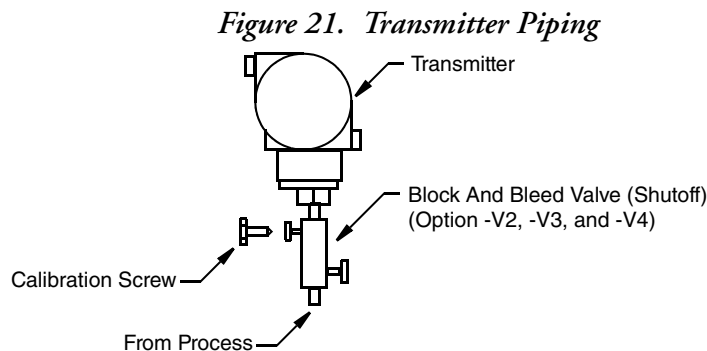 Figure 21. Transmitter Piping
Transmitter
Block And Bleed Valve (Shutoff)
(Option -V2, -V3, and -V4)
Calibration Screw
From Process